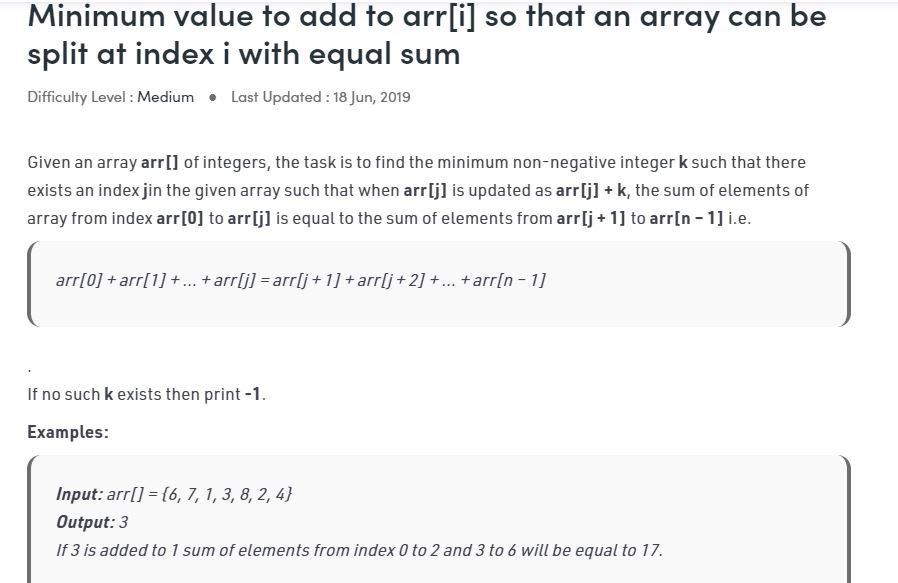 Minimum value to add to arr[i] so that an array can be
split at index i with equal sum
Difficulty Level : Medium ● Last Updated : 18 Jun, 2019
Given an array arr[] of integers, the task is to find the minimum non-negative integer k such that there
exists an index jin the given array such that when arr[j] is updated as arr[j] + k, the sum of elements of
array from index arr[0] to arr[j] is equal to the sum of elements from arr[j + 1] to arr[n – 1] i.e.
arr[0] + arr[1] + … + arr[j] = arr[j + 1] + arr[j + 2] + … + arr[n – 1]
.
If no such k exists then print -1.
Examples:
Input: arr[] = {6, 7, 1, 3, 8, 2, 4}
Output: 3
If 3 is added to 1 sum of elements from index 0 to 2 and 3 to 6 will be equal to 17.